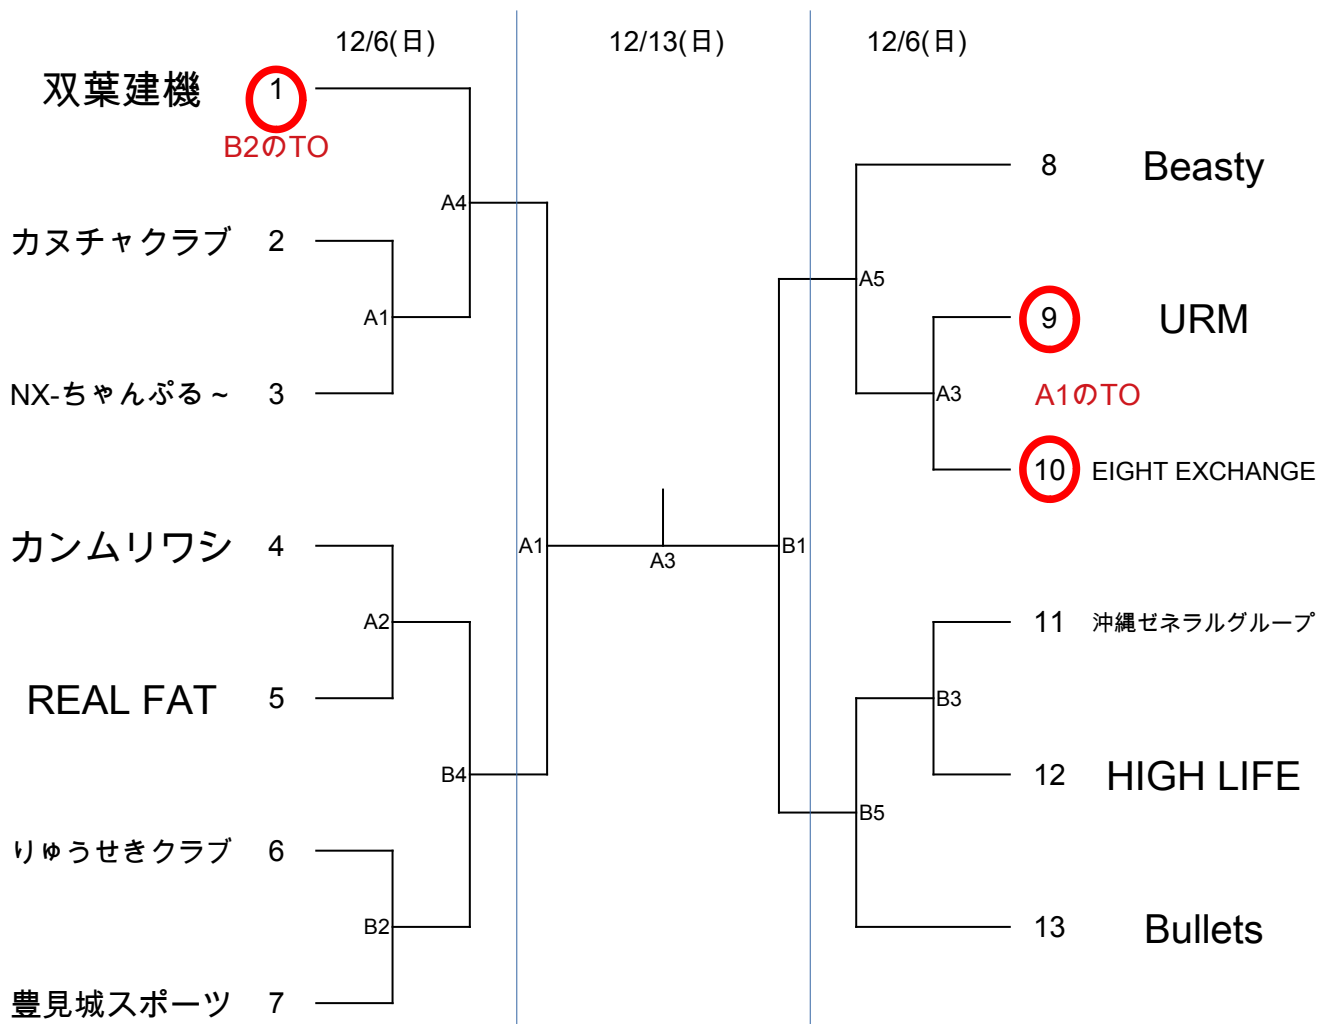 12/6(日)
12/13(日)
12/6(日)
双葉建機 1
B2のTO
8 Beasty
A4
カヌチャクラブ 2
A5
A1
9 URM
NX-ちゃんぷる~ 3
A3
A1のTO
10 EIGHT EXCHANGE
カンムリワシ 4
A1
A3
B1
A2
11 沖縄ゼネラルグループ
REAL FAT 5
B3
B4
12 HIGH LIFE
B5
りゅうせきクラブ 6
B2
13 Bullets
豊見城スポーツ 7